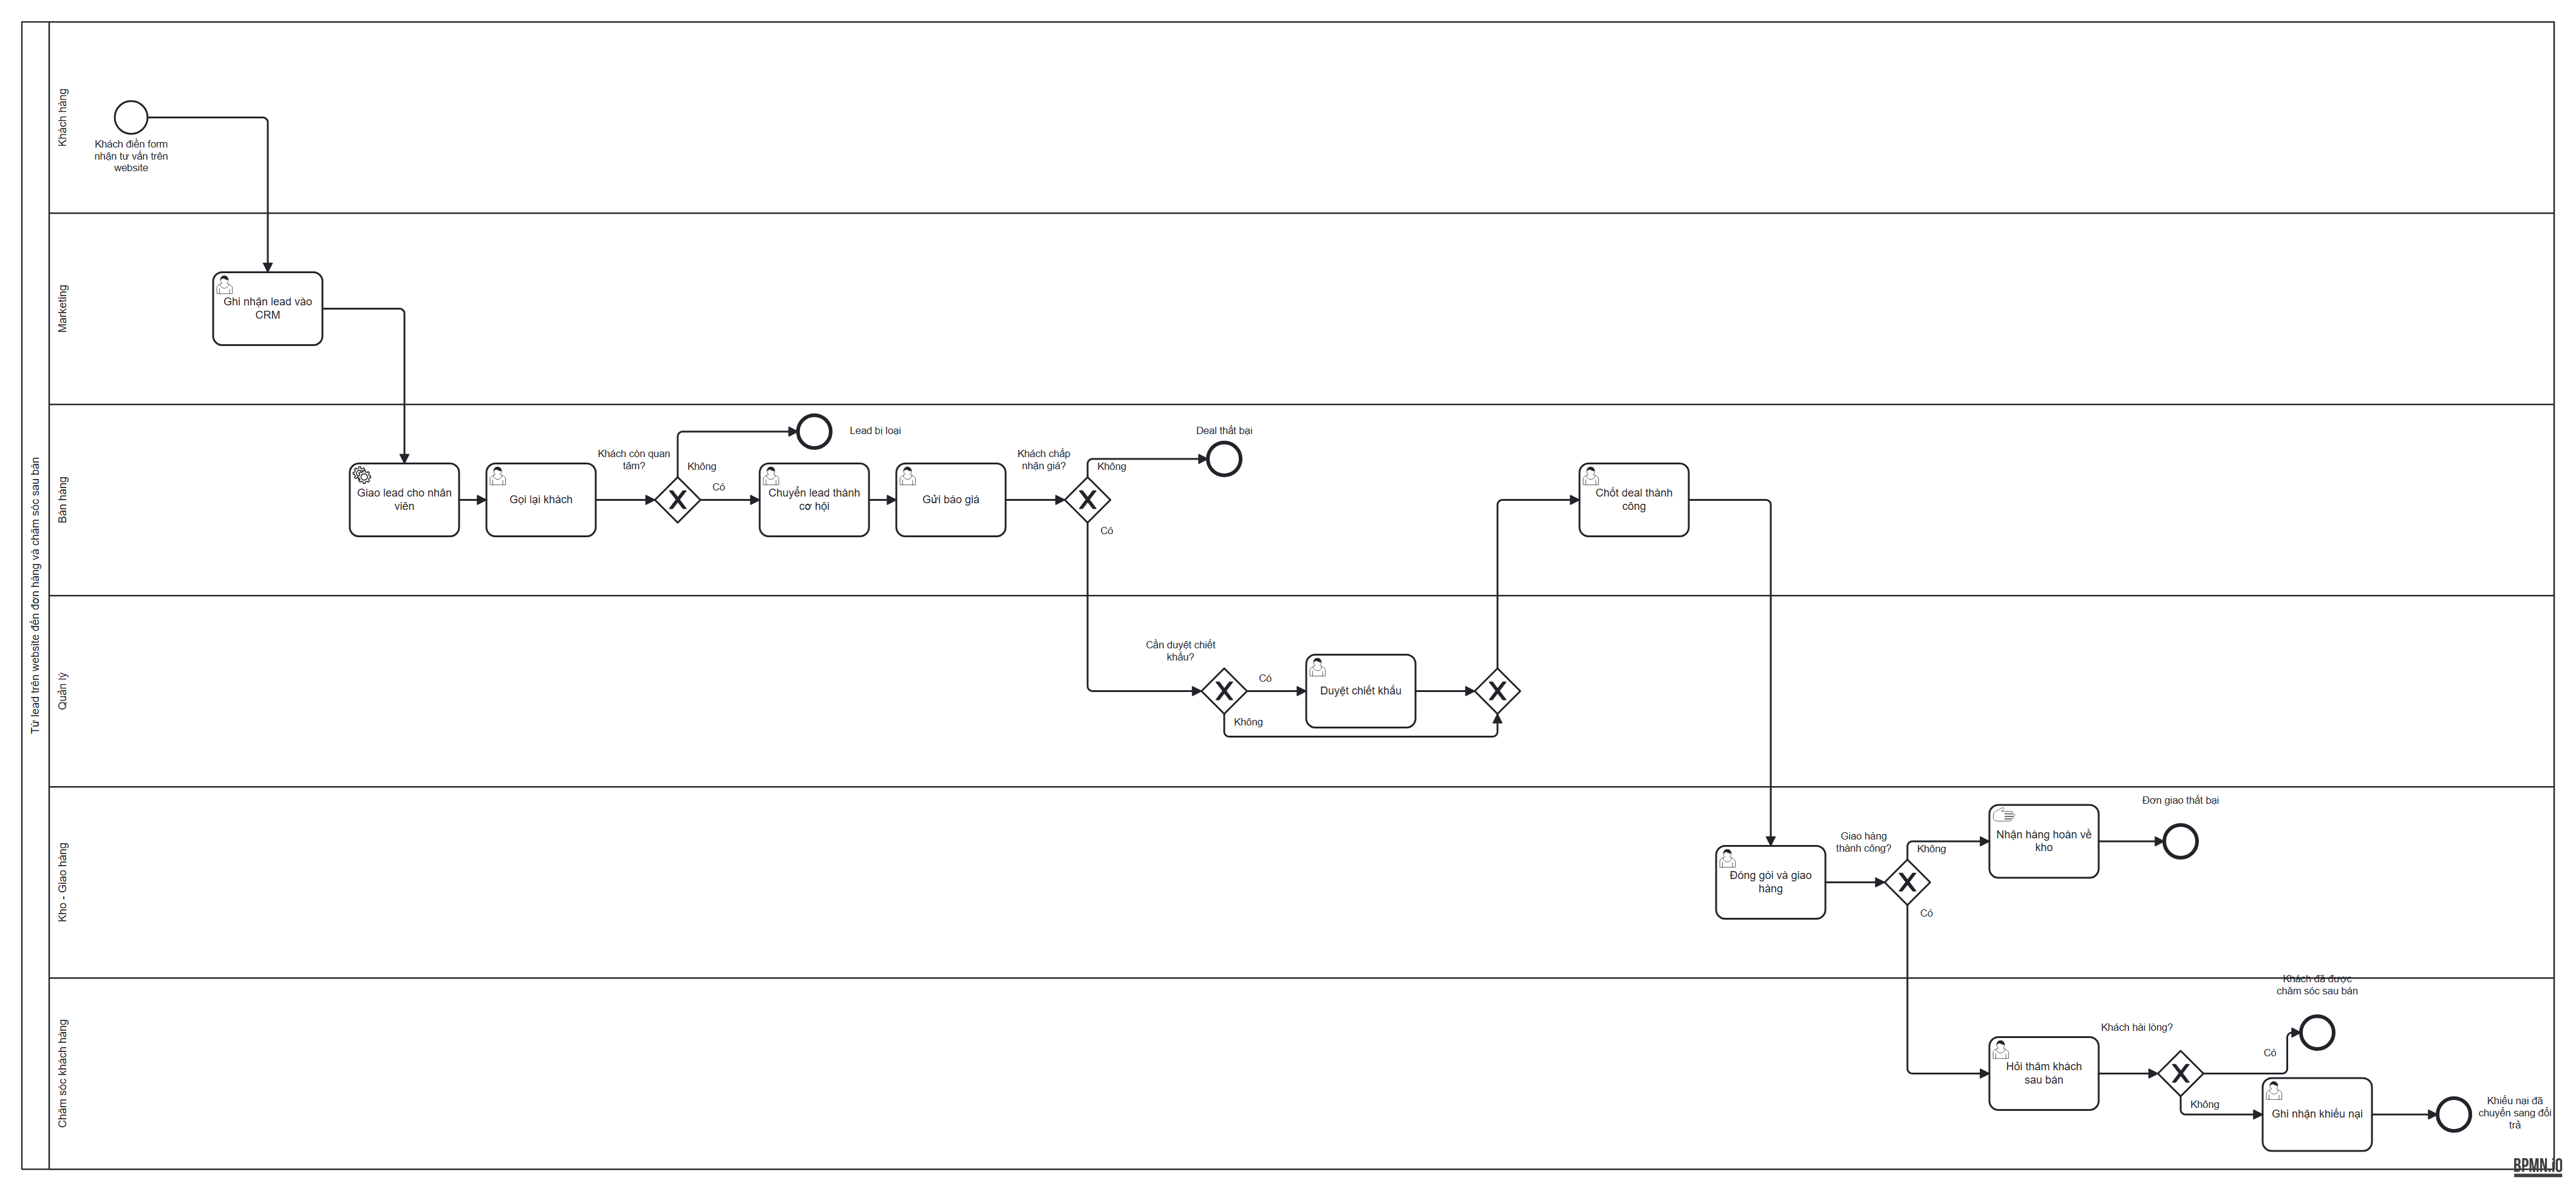 Từ lead trên website đến đơn hàng và chăm sóc sau bán
Khách hàng
Khách điền form
nhận tư vấn trên
website
Marketing
Ghi nhận lead vào
CRM
Bán hàng
Giao lead cho nhân
viên
Gọi lại khách
Khách còn quan
tâm?
Không
Có
Lead bị loại
Chuyển lead thành
cơ hội
Gửi báo giá
Khách chấp
nhận giá?
Không
Có
Deal thất bại
Chốt deal thành
công
Quản lý
Cần duyệt chiết
khấu?
Có
Không
Duyệt chiết khấu
Kho - Giao hàng
Đóng gói và giao
hàng
Giao hàng
thành công?
Không
Có
Nhận hàng hoàn về
kho
Đơn giao thất bại
Chăm sóc khách hàng
Hỏi thăm khách
sau bán
Khách hài lòng?
Có
Không
Khách đã được
chăm sóc sau bán
Ghi nhận khiếu nại
Khiếu nại đã
chuyển sang đổi
trả
BPMN.iO